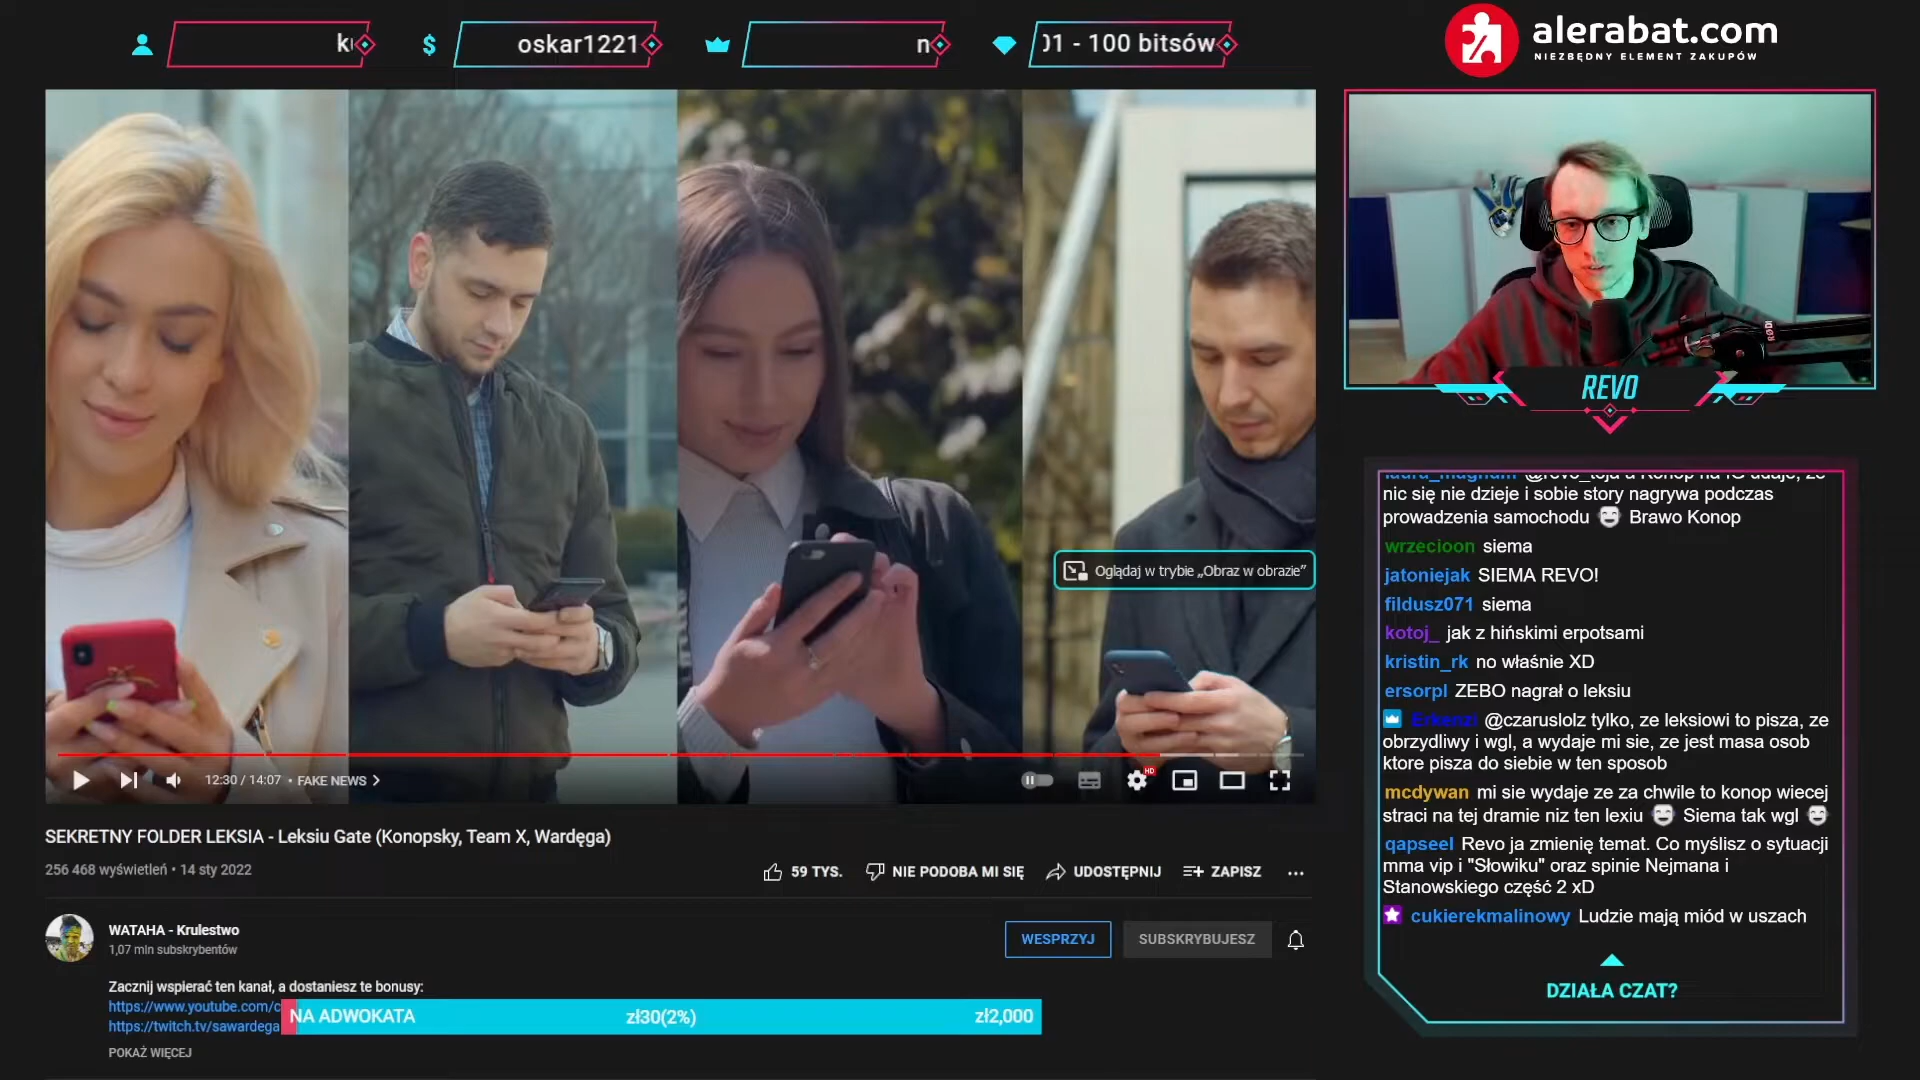 oskar1221
01 - 100 bitsów
alerabat.com
NIEZBĘDNY ELEMENT ZAKUPÓW
RØDE
REVO
Oglądaj w trybie „Obraz w obrazie”
12:30 / 14:07 • FAKE NEWS
HD
SEKRETNY FOLDER LEKSIA - Leksiu Gate (Konopsky, Team X, Wardęga)
256 468 wyświetleń • 14 sty 2022
59 TYS.
NIE PODOBA MI SIĘ
UDOSTĘPNIJ
ZAPISZ
WATAHA - Krulestwo
1,07 mln subskrybentów
WESPRZYJ
SUBSKRYBUJESZ
Zacznij wspierać ten kanał, a dostaniesz te bonusy:
https://www.youtube.com/c
https://twitch.tv/sawardega
NA ADWOKATA zł30(2%) zł2,000
POKAŻ WIĘCEJ
nic się nie dzieje i sobie story nagrywa podczas
prowadzenia samochodu Brawo Konop
wrzecioon siema
jatoniejak SIEMA REVO!
fildusz071 siema
kotoj_ jak z hińskimi erpotsami
kristin_rk no właśnie XD
ersorpl ZEBO nagrał o leksiu
Erkenzi @czaruslolz tylko, ze leksiowi to pisza, ze
obrzydliwy i wgl, a wydaje mi sie, ze jest masa osob
ktore pisza do siebie w ten sposob
mcdywan mi sie wydaje ze za chwile to konop wiecej
straci na tej dramie niz ten lexiu Siema tak wgl
qapseel Revo ja zmienię temat. Co myślisz o sytuacji
mma vip i "Słowiku" oraz spinie Nejmana i
Stanowskiego część 2 xD
cukierekmalinowy Ludzie mają miód w uszach
DZIAŁA CZAT?